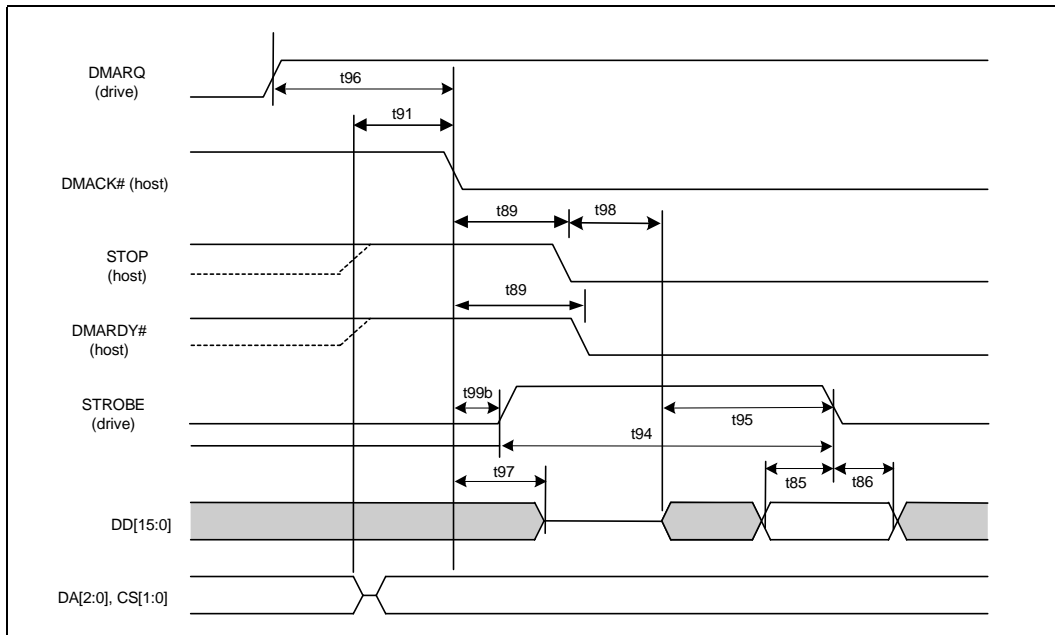 DMARQ
(drive)
t96
t91
DMACK# (host)
t89
t98
STOP
(host)
t89
DMARDY#
(host)
t99b
STROBE
(drive)
t95
t94
t97
t85
t86
DD[15:0]
DA[2:0], CS[1:0]